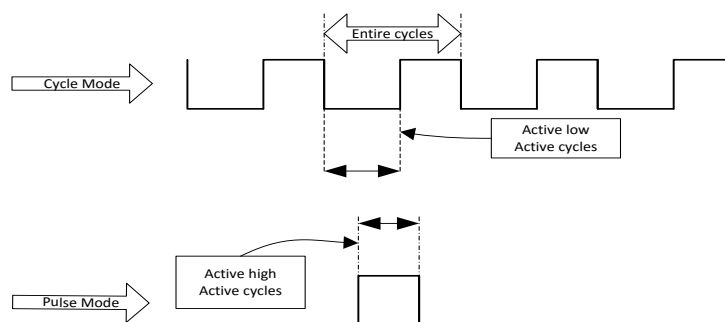 Entire cycles
Cycle Mode
Active low
Active cycles
Active high
Active cycles
Pulse Mode